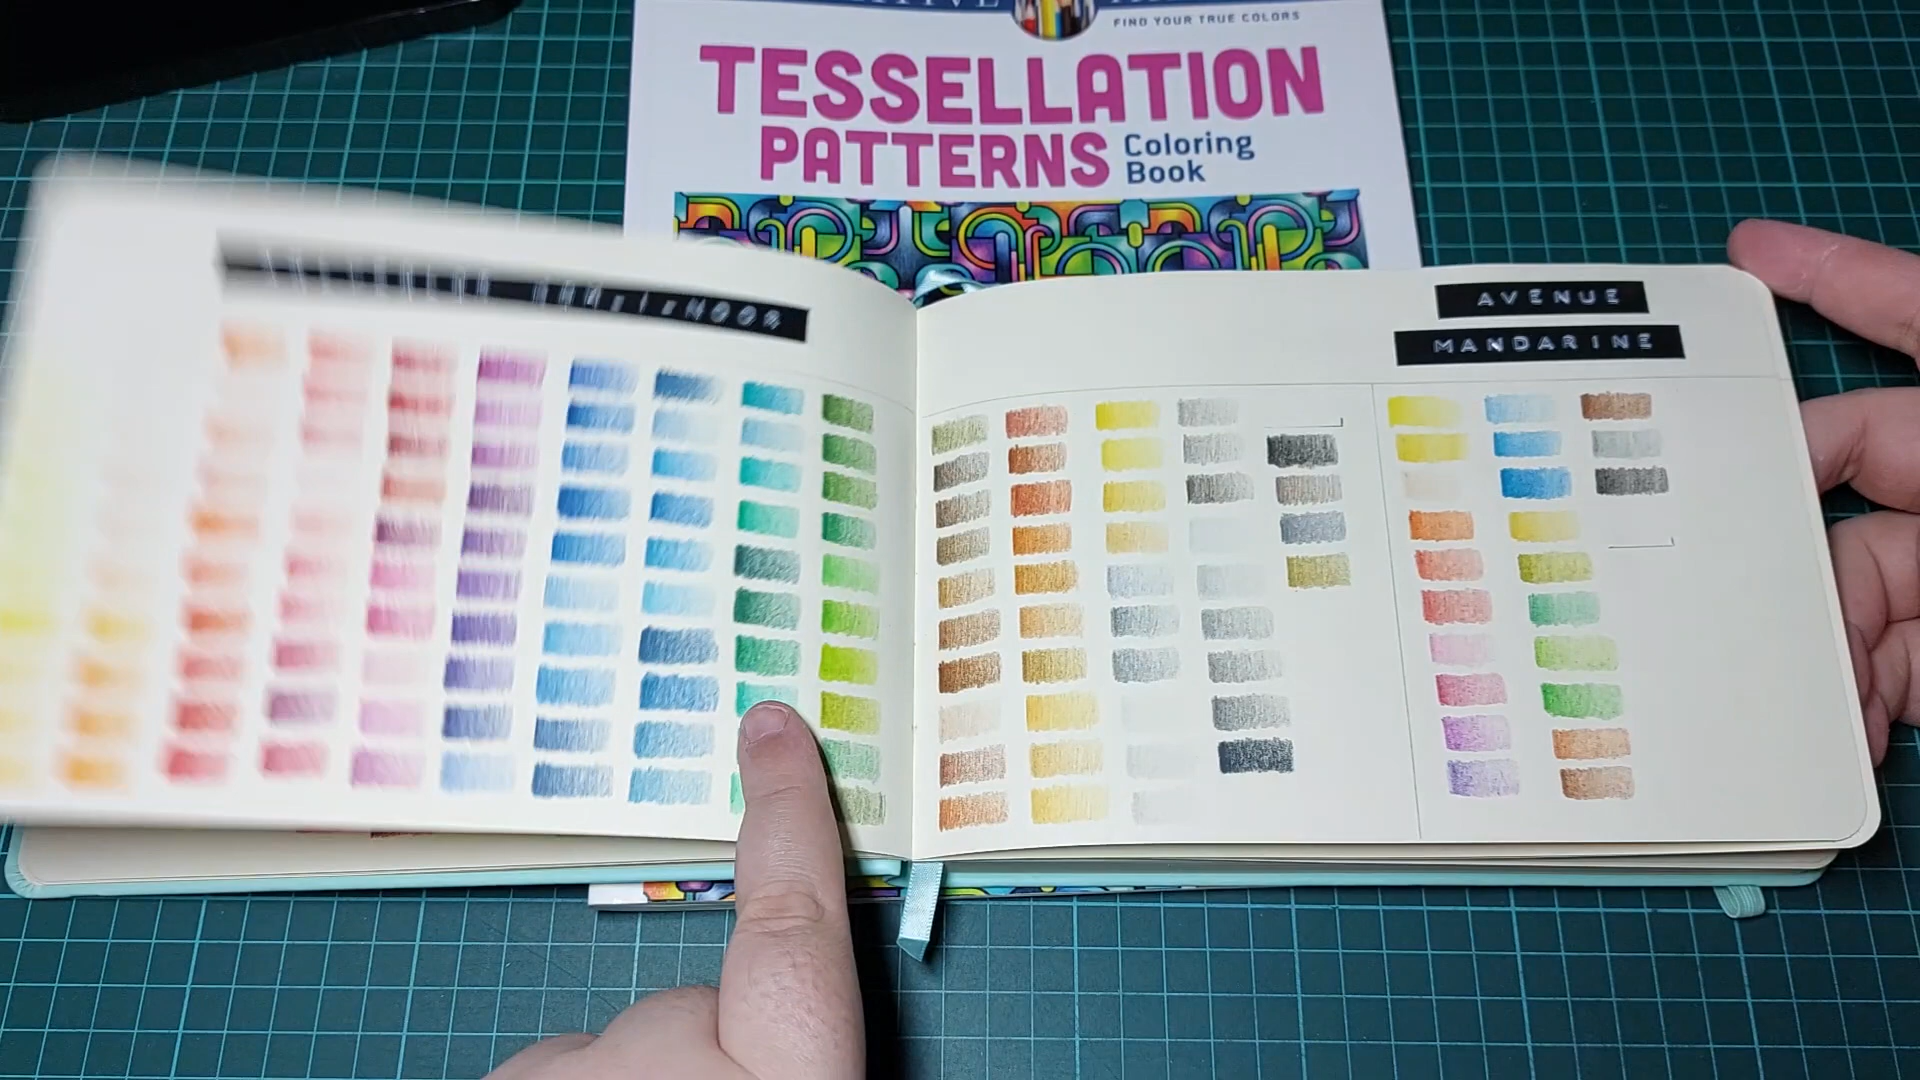 FIND YOUR TRUE COLORS
TESSELLATION
PATTERNS Coloring
Book
AVENUE
MANDARINE